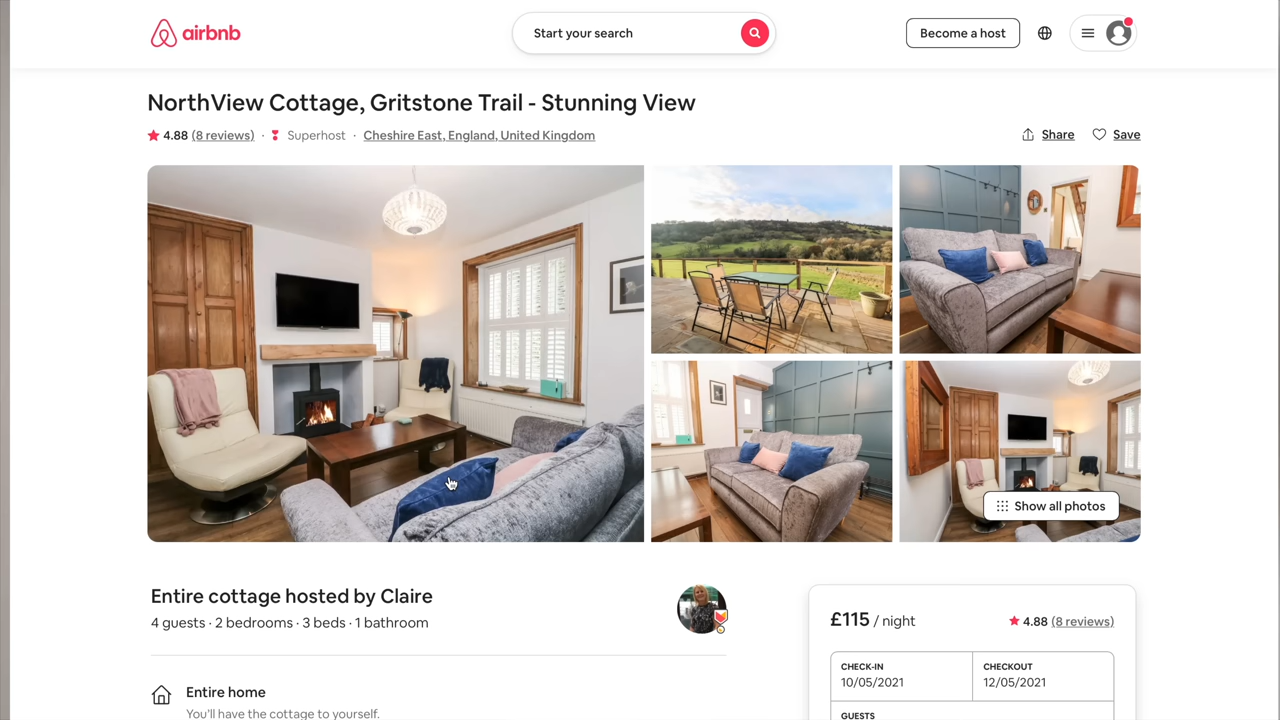 airbnb
Start your search
Become a host
NorthView Cottage, Gritstone Trail - Stunning View
4.88 (8 reviews) · Superhost · Cheshire East, England, United Kingdom
Share
Save
Show all photos
Entire cottage hosted by Claire
4 guests · 2 bedrooms · 3 beds · 1 bathroom
£115 / night
4.88 (8 reviews)
CHECK-IN
10/05/2021
CHECKOUT
12/05/2021
GUESTS
Entire home
You'll have the cottage to yourself.